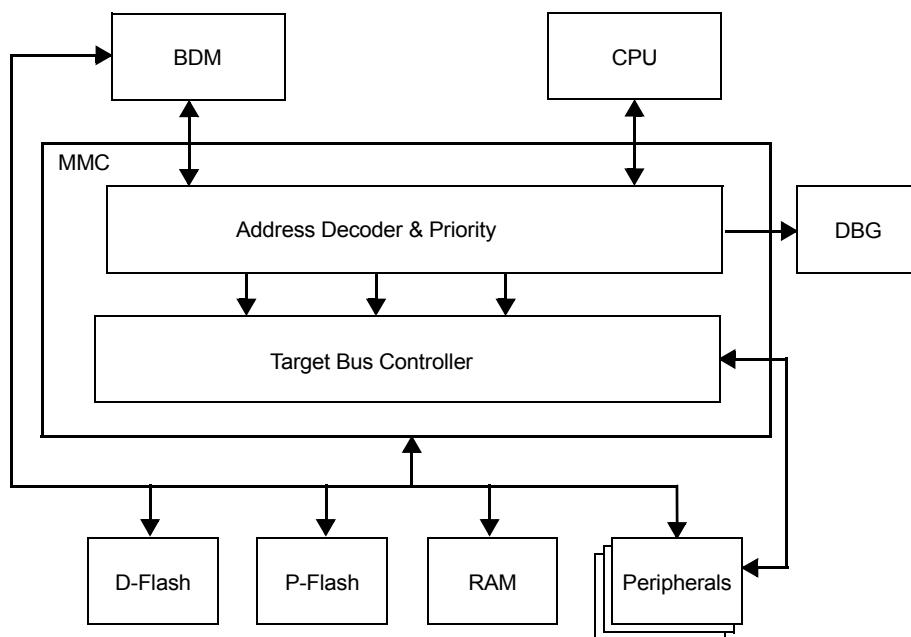 BDM
CPU
MMC
Address Decoder & Priority
DBG
Target Bus Controller
D-Flash
P-Flash
RAM
Peripherals